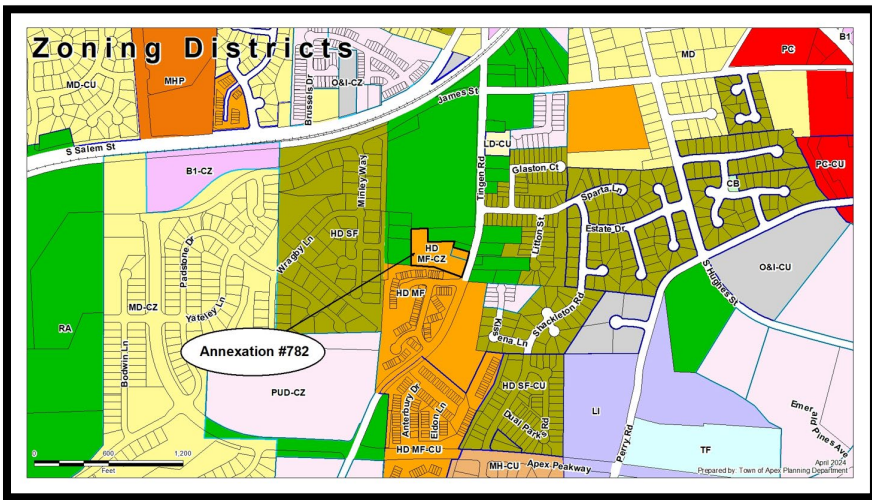 Zoning Districts
MD-CU
MHP
Brussels Dr
O&I-CZ
James St
MD
PC
B1
S Salem St
B1-CZ
Minley Way
Tingen Rd
LD-CU
Glaston Ct
PC-CU
Sparta Ln
CB
Estate Dr
Litton St
HD SF
Wragby Ln
HD
MF-CZ
Padstone Dr
S Hughes St
O&I-CU
RA
MD-CZ
Yateley Ln
HD MF
Shackleton Rd
Kiss
ena Ln
Annexation #782
Bodwin Ln
PUD-CZ
HD SF-CU
Anterbury Dr
Eldon Ln
Dual Parks
Rd
LI
Perry Rd
Emer
ald
Pines Ave
HD MF-CU
TF
MH-CU
Apex Peakway
0 600 1,200
Feet
April 2024
Prepared by: Town of Apex Planning Department